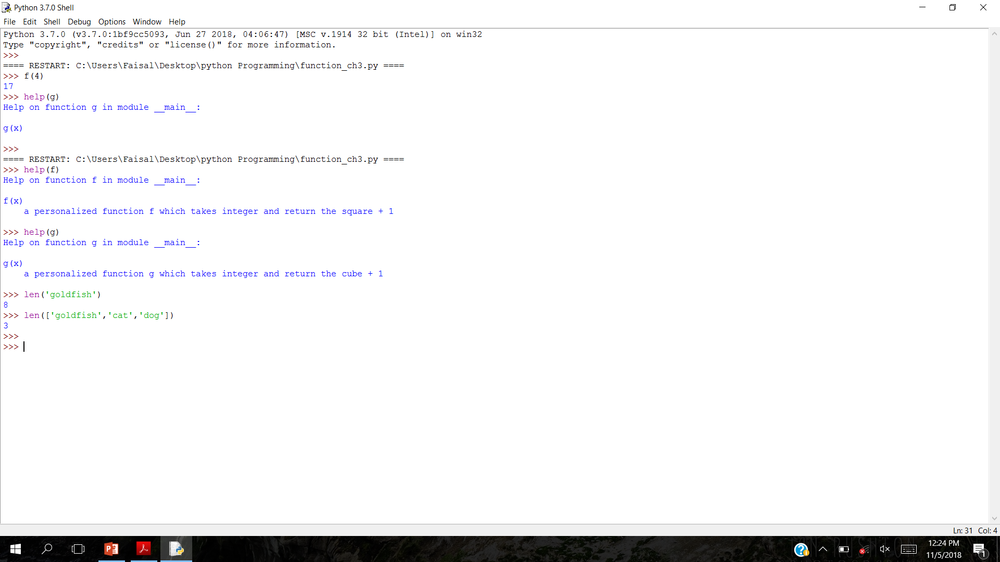 Python 3.7.0 Shell
File Edit Shell Debug Options Window Help
Python 3.7.0 (v3.7.0:1bf9cc5093, Jun 27 2018, 04:06:47) [MSC v.1914 32 bit (Intel)] on win32
Type "copyright", "credits" or "license()" for more information.
>>>
==== RESTART: C:\Users\Faisal\Desktop\python Programming\function_ch3.py ====
>>> f(4)
17
>>> help(g)
Help on function g in module __main__:
g(x)
>>>
==== RESTART: C:\Users\Faisal\Desktop\python Programming\function_ch3.py ====
>>> help(f)
Help on function f in module __main__:
f(x)
    a personalized function f which takes integer and return the square + 1
>>> help(g)
Help on function g in module __main__:
g(x)
    a personalized function g which takes integer and return the cube + 1
>>> len('goldfish')
8
>>> len(['goldfish','cat','dog'])
3
>>>
>>>
Ln: 31 Col: 4
12:24 PM
11/5/2018
1